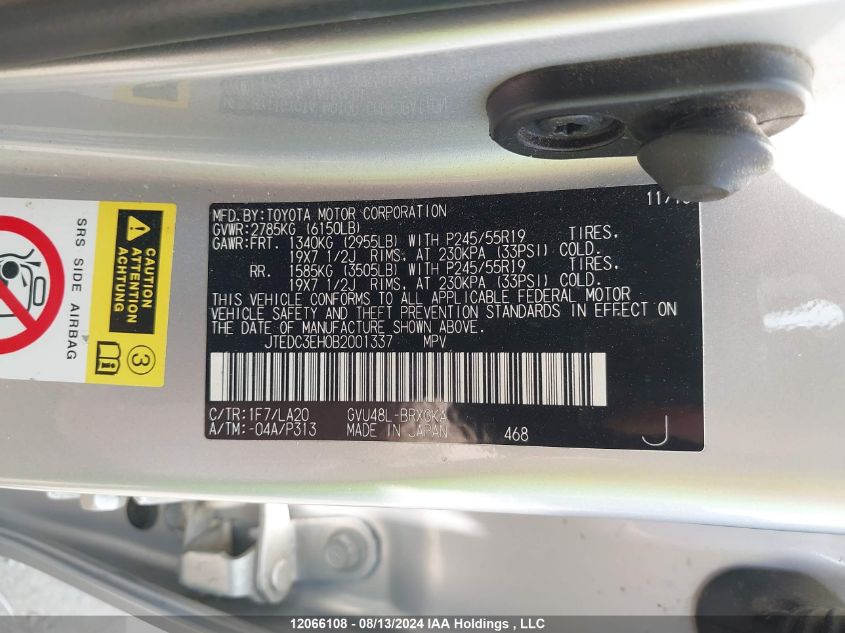 11/10
MFD.BY:TOYOTA MOTOR CORPORATION
GVWR:2785KG (6150LB)
GAWR:FRT. 1340KG (2955LB) WITH P245/55R19 TIRES.
19X7 1/2J RIMS. AT 230KPA (33PSI) COLD.
RR. 1585KG (3505LB) WITH P245/55R19 TIRES.
19X7 1/2J RIMS. AT 230KPA (33PSI) COLD.
THIS VEHICLE CONFORMS TO ALL APPLICABLE FEDERAL MOTOR
VEHICLE SAFETY AND THEFT PREVENTION STANDARDS IN EFFECT ON
THE DATE OF MANUFACTURE SHOWN ABOVE.
JTEDC3EH0B2001337 MPV
C/TR:1F7/LA20 GVU48L-BRXGKA
A/TM:-04A/P313 MADE IN JAPAN 468 J
SRS SIDE AIRBAG
CAUTION
ATTENTION
ACHTUNG
3
12066108 - 08/13/2024 IAA Holdings , LLC